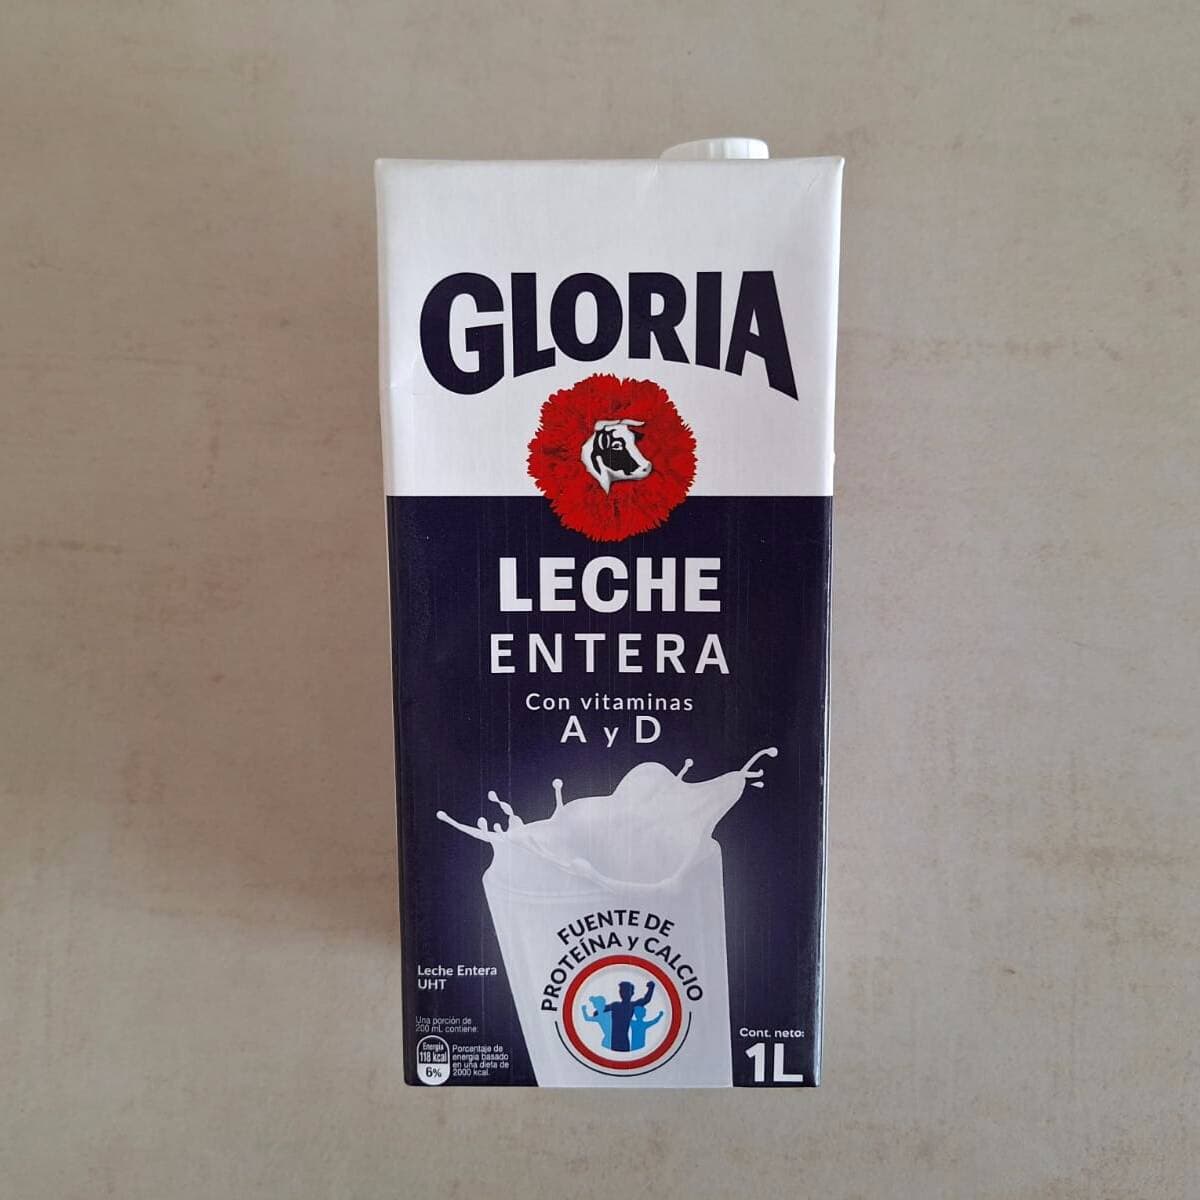 GLORIA
LECHE
ENTERA
Con vitaminas
A y D
FUENTE DE
PROTEÍNA y CALCIO
Leche Entera
UHT
Una porción de
200 mL contiene:
Energía
118 kcal
6%
Porcentaje de
energía basado
en una dieta de
2000 kcal.
Cont. neto:
1L